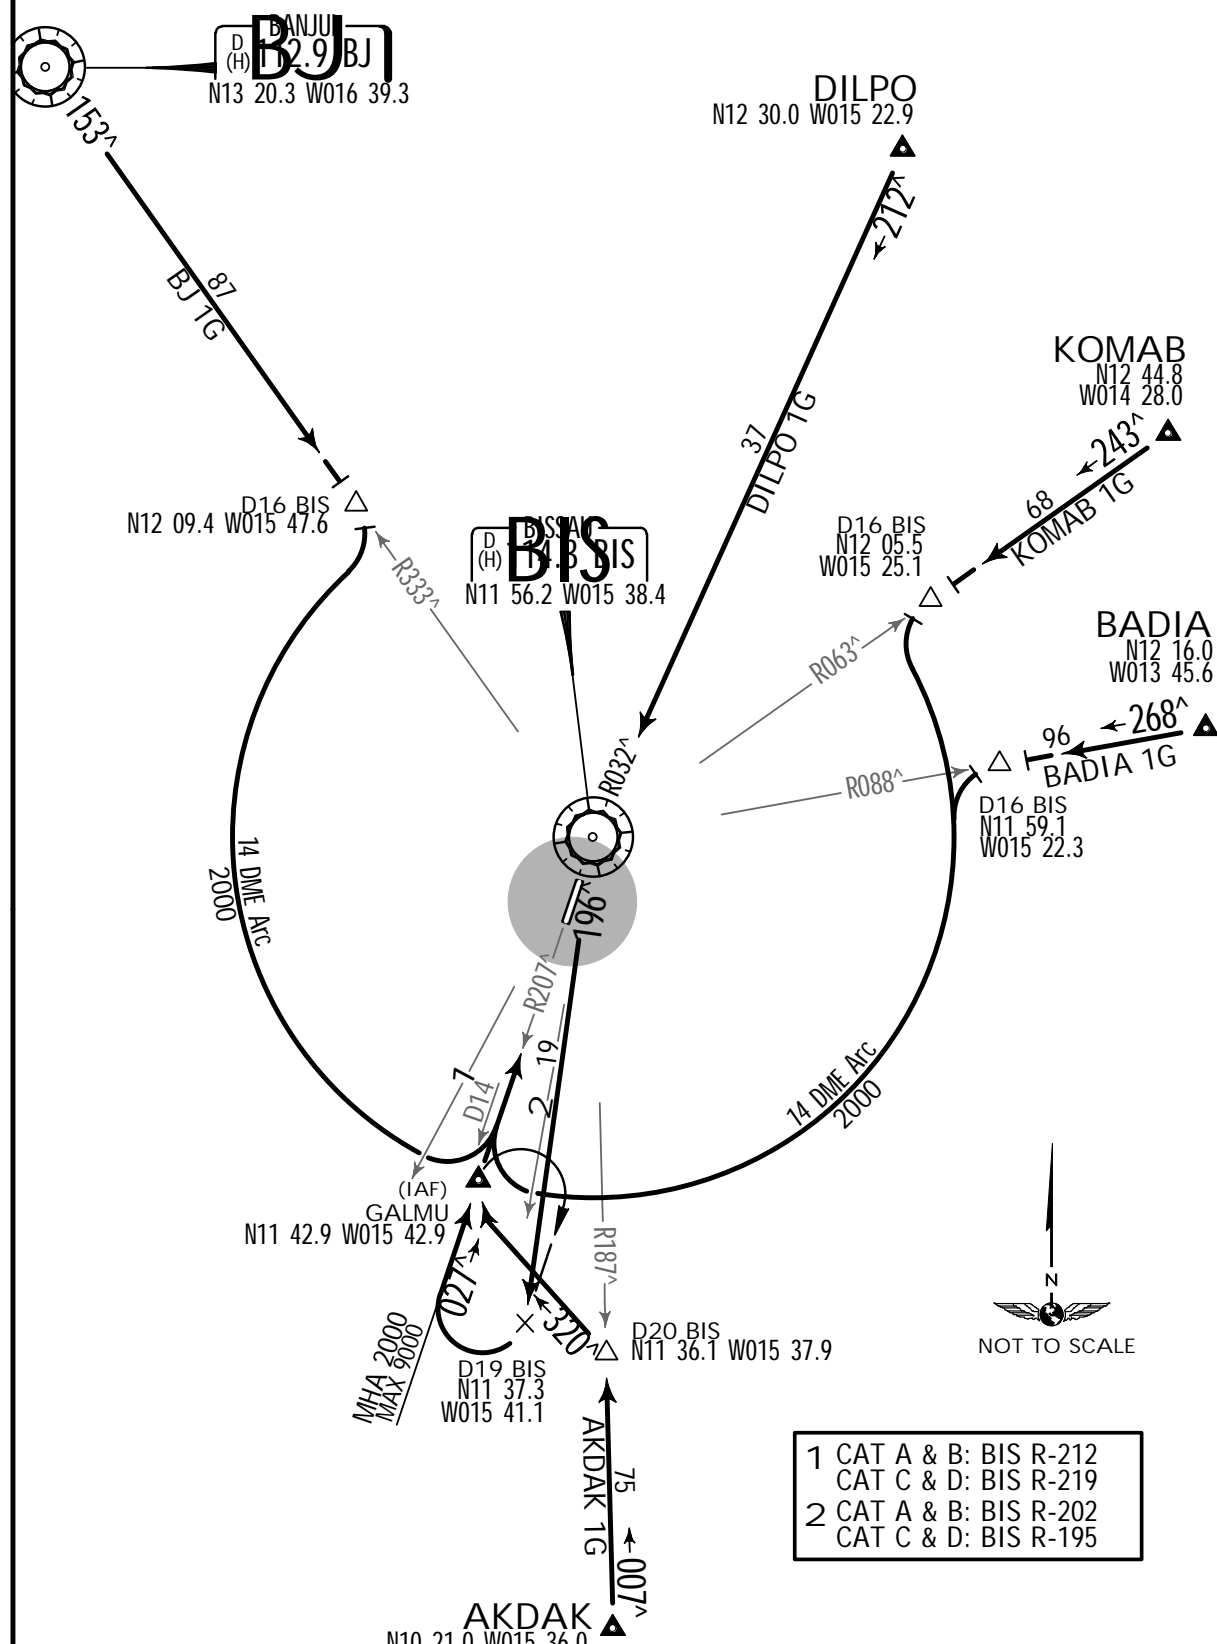 BANJUL
D
(H)
112.9 BJ
BJ
N13 20.3 W016 39.3
153^
87
BJ 1G
DILPO
N12 30.0 W015 22.9
←212^
37
DILPO 1G
KOMAB
N12 44.8
W014 28.0
←243^
68
KOMAB 1G
D16 BIS
N12 09.4 W015 47.6
R333^
BISSAU
D
(H)
114.3 BIS
BIS
N11 56.2 W015 38.4
D16 BIS
N12 05.5
W015 25.1
R063^
BADIA
N12 16.0
W013 45.6
←268^
96
BADIA 1G
R088^
D16 BIS
N11 59.1
W015 22.3
R032^
14 DME Arc
2000
196^
R207^
19
1
2
D14
14 DME Arc
2000
(IAF)
GALMU
N11 42.9 W015 42.9
R187^
027^→
←320^
MHA 2000
MAX 9000
D19 BIS
N11 37.3
W015 41.1
D20 BIS
N11 36.1 W015 37.9
N
NOT TO SCALE
75
AKDAK 1G
←007^
1 CAT A & B: BIS R-212
CAT C & D: BIS R-219
2 CAT A & B: BIS R-202
CAT C & D: BIS R-195
AKDAK
N10 21.0 W015 36.0